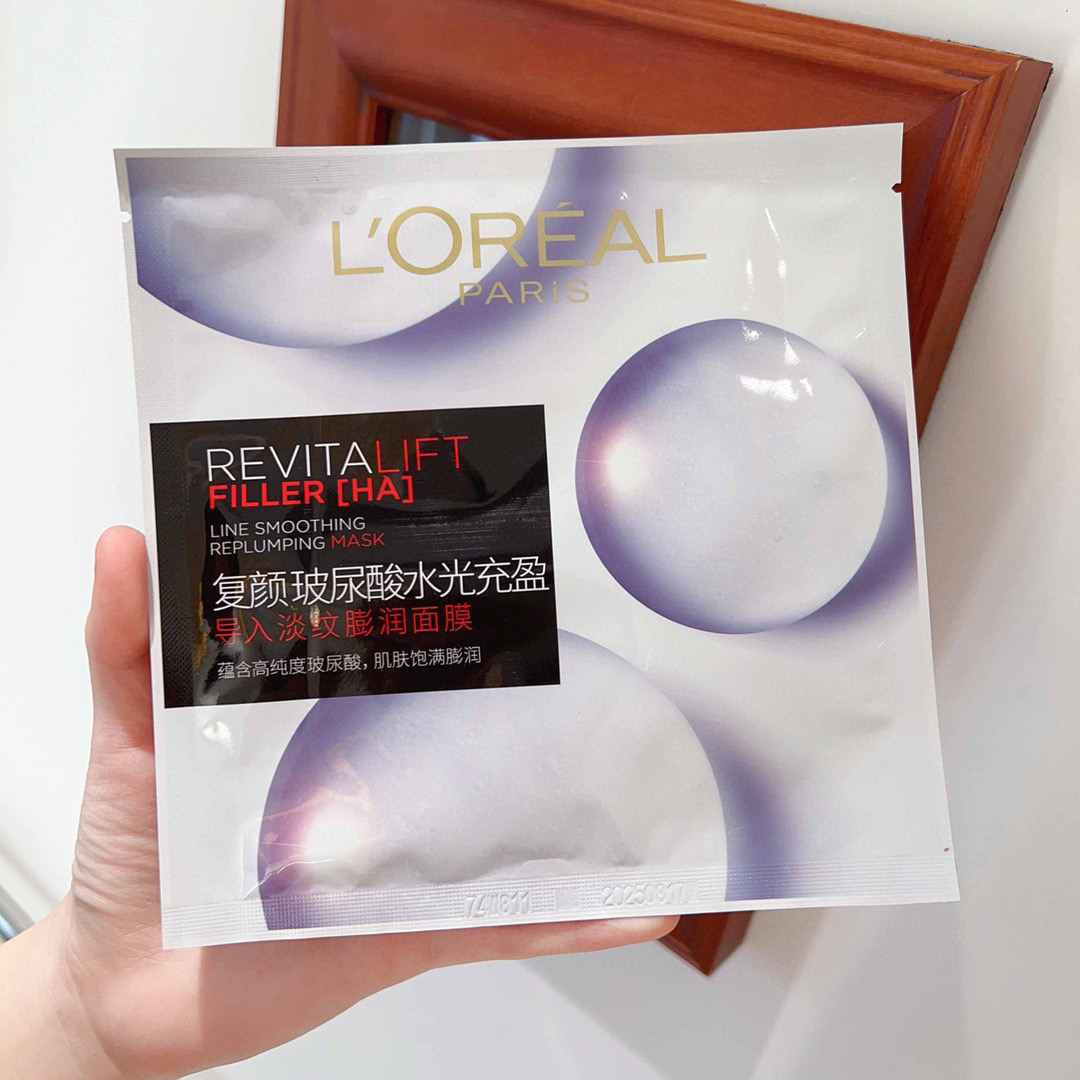 L'ORÉAL
PARiS
REVITALIFT
FILLER [HA]
LINE SMOOTHING
REPLUMPING MASK
复颜玻尿酸水光充盈
导入淡纹膨润面膜
蕴含高纯度玻尿酸，肌肤饱满膨润
20250817